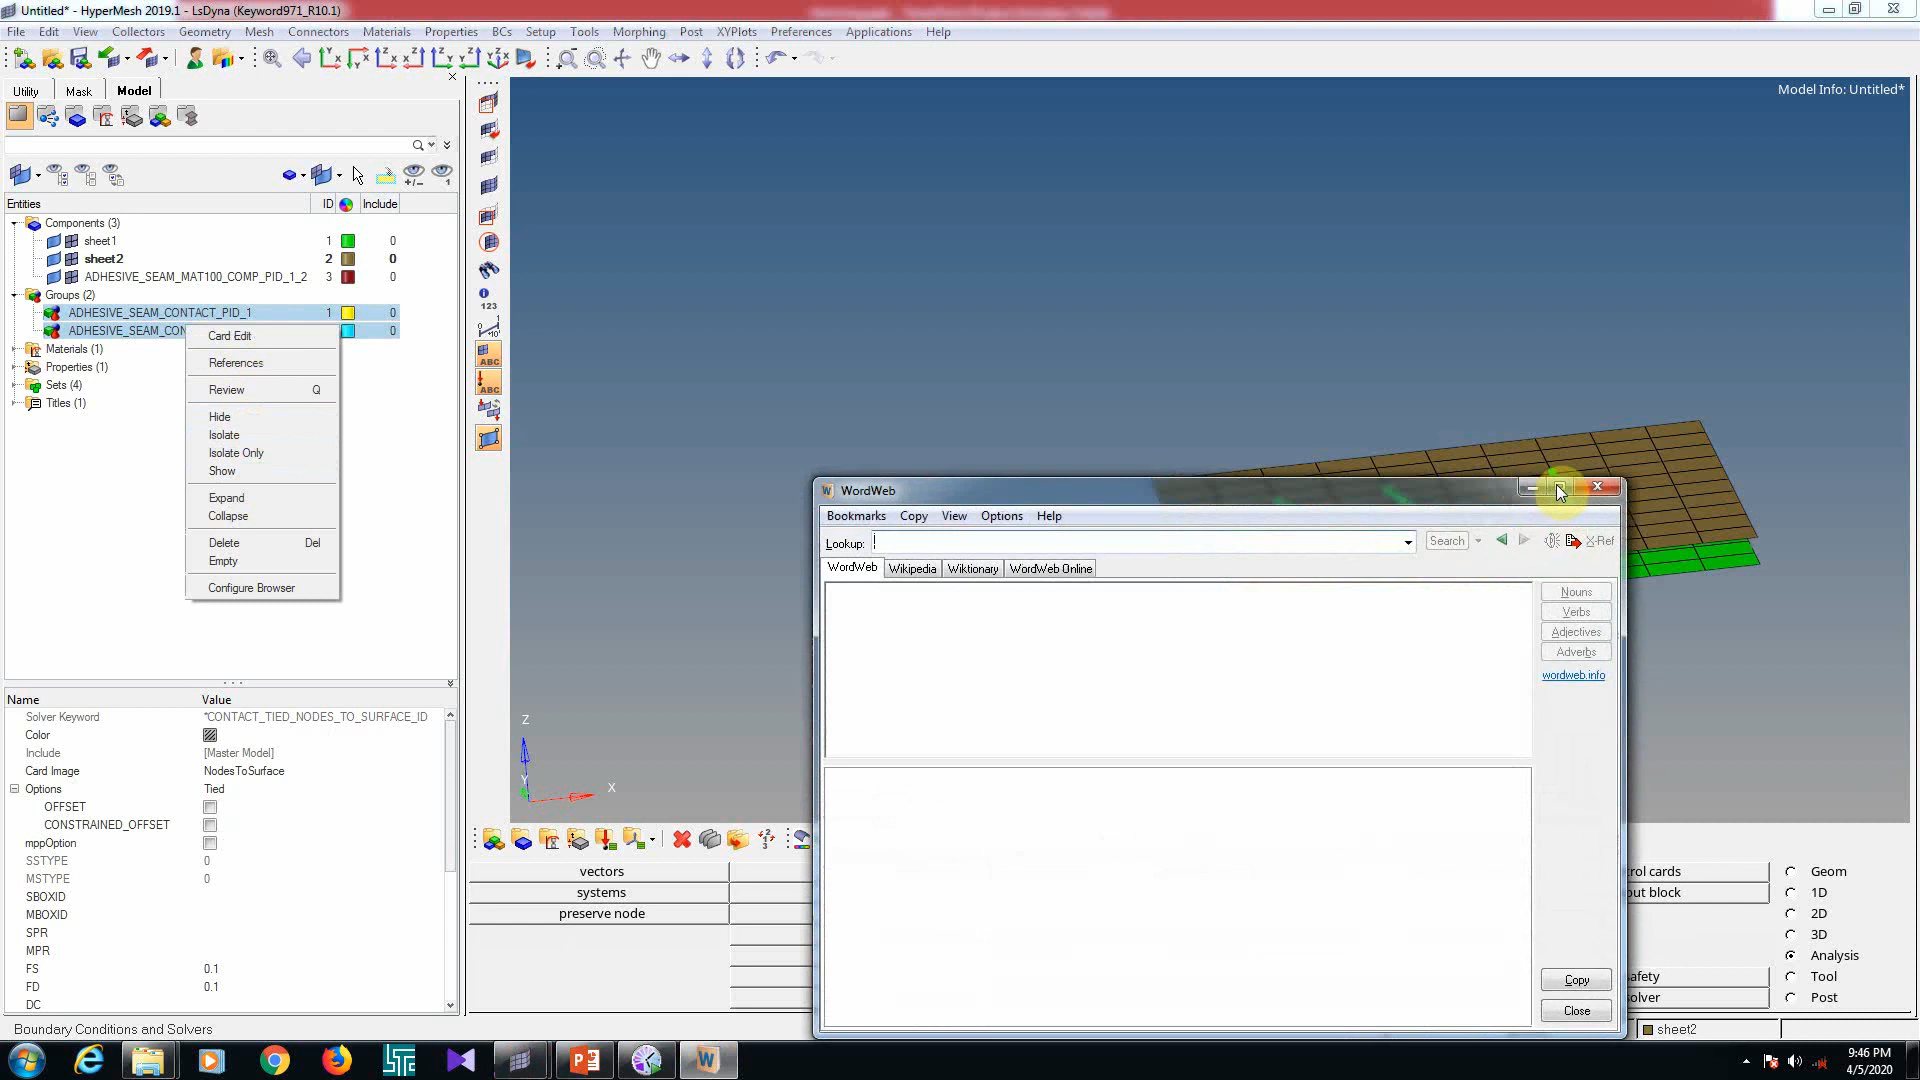 Untitled* - HyperMesh 2019.1 - LsDyna (Keyword971_R10.1)
File Edit View Collectors Geometry Mesh Connectors Materials Properties BCs Setup Tools Morphing Post XYPlots Preferences Applications Help
Utility Mask Model
Model Info: Untitled*
Entities ID Include
Components (3)
sheet1 1 0
sheet2 2 0
ADHESIVE_SEAM_MAT100_COMP_PID_1_2 3 0
Groups (2)
ADHESIVE_SEAM_CONTACT_PID_1 1 0
ADHESIVE_SEAM_CON 0
Materials (1)
Properties (1)
Sets (4)
Titles (1)
Card Edit
References
Review Q
Hide
Isolate
Isolate Only
Show
Expand
Collapse
Delete Del
Empty
Configure Browser
123
ABC
ABC
Name Value
Solver Keyword *CONTACT_TIED_NODES_TO_SURFACE_ID
Color
Include [Master Model]
Card Image NodesToSurface
Options Tied
OFFSET
CONSTRAINED_OFFSET
mppOption
SSTYPE 0
MSTYPE 0
SBOXID
MBOXID
SPR
MPR
FS 0.1
FD 0.1
DC
Z
Y
X
WordWeb
Bookmarks Copy View Options Help
Lookup: Search X-Ref
WordWeb Wikipedia Wiktionary WordWeb Online
Nouns
Verbs
Adjectives
Adverbs
wordweb.info
Copy
Close
vectors
systems
preserve node
rol cards
out block
safety
olver
Geom
1D
2D
3D
Analysis
Tool
Post
Boundary Conditions and Solvers
sheet2
9:46 PM
4/5/2020